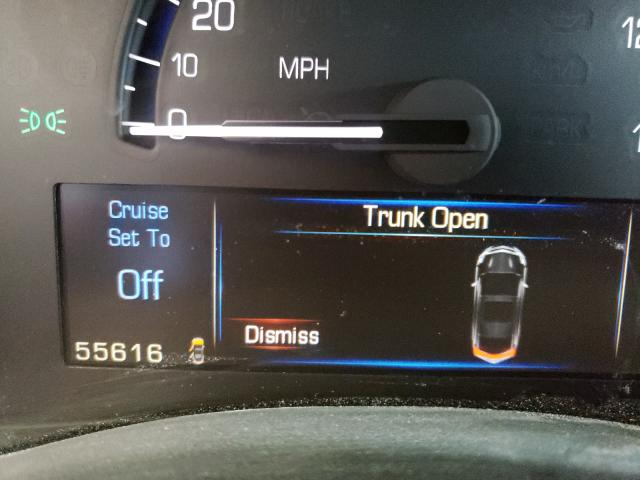 20
10
MPH
0
Cruise
Set To
Off
55616
Trunk Open
Dismiss